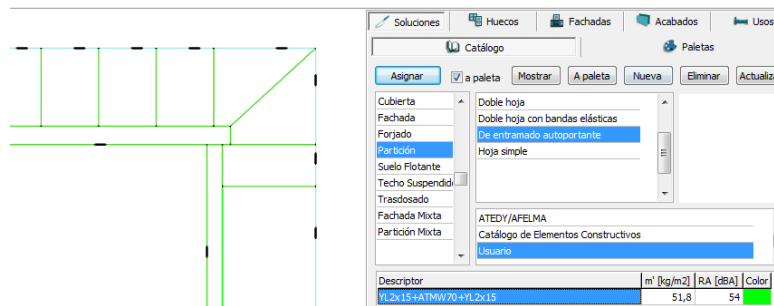 Soluciones Huecos Fachadas Acabados Usos
Catálogo Paletas
Asignar a paleta Mostrar A paleta Nueva Eliminar Actualiza
Cubierta
Fachada
Forjado
Partición
Suelo Flotante
Techo Suspendid
Trasdosado
Fachada Mixta
Partición Mixta
Doble hoja
Doble hoja con bandas elásticas
De entramado autoportante
Hoja simple
ATEDY/AFELMA
Catálogo de Elementos Constructivos
Usuario
Descriptor m' [kg/m2] RA [dBA] Color
YL2x15+ATMW70+YL2x15 51,8 54